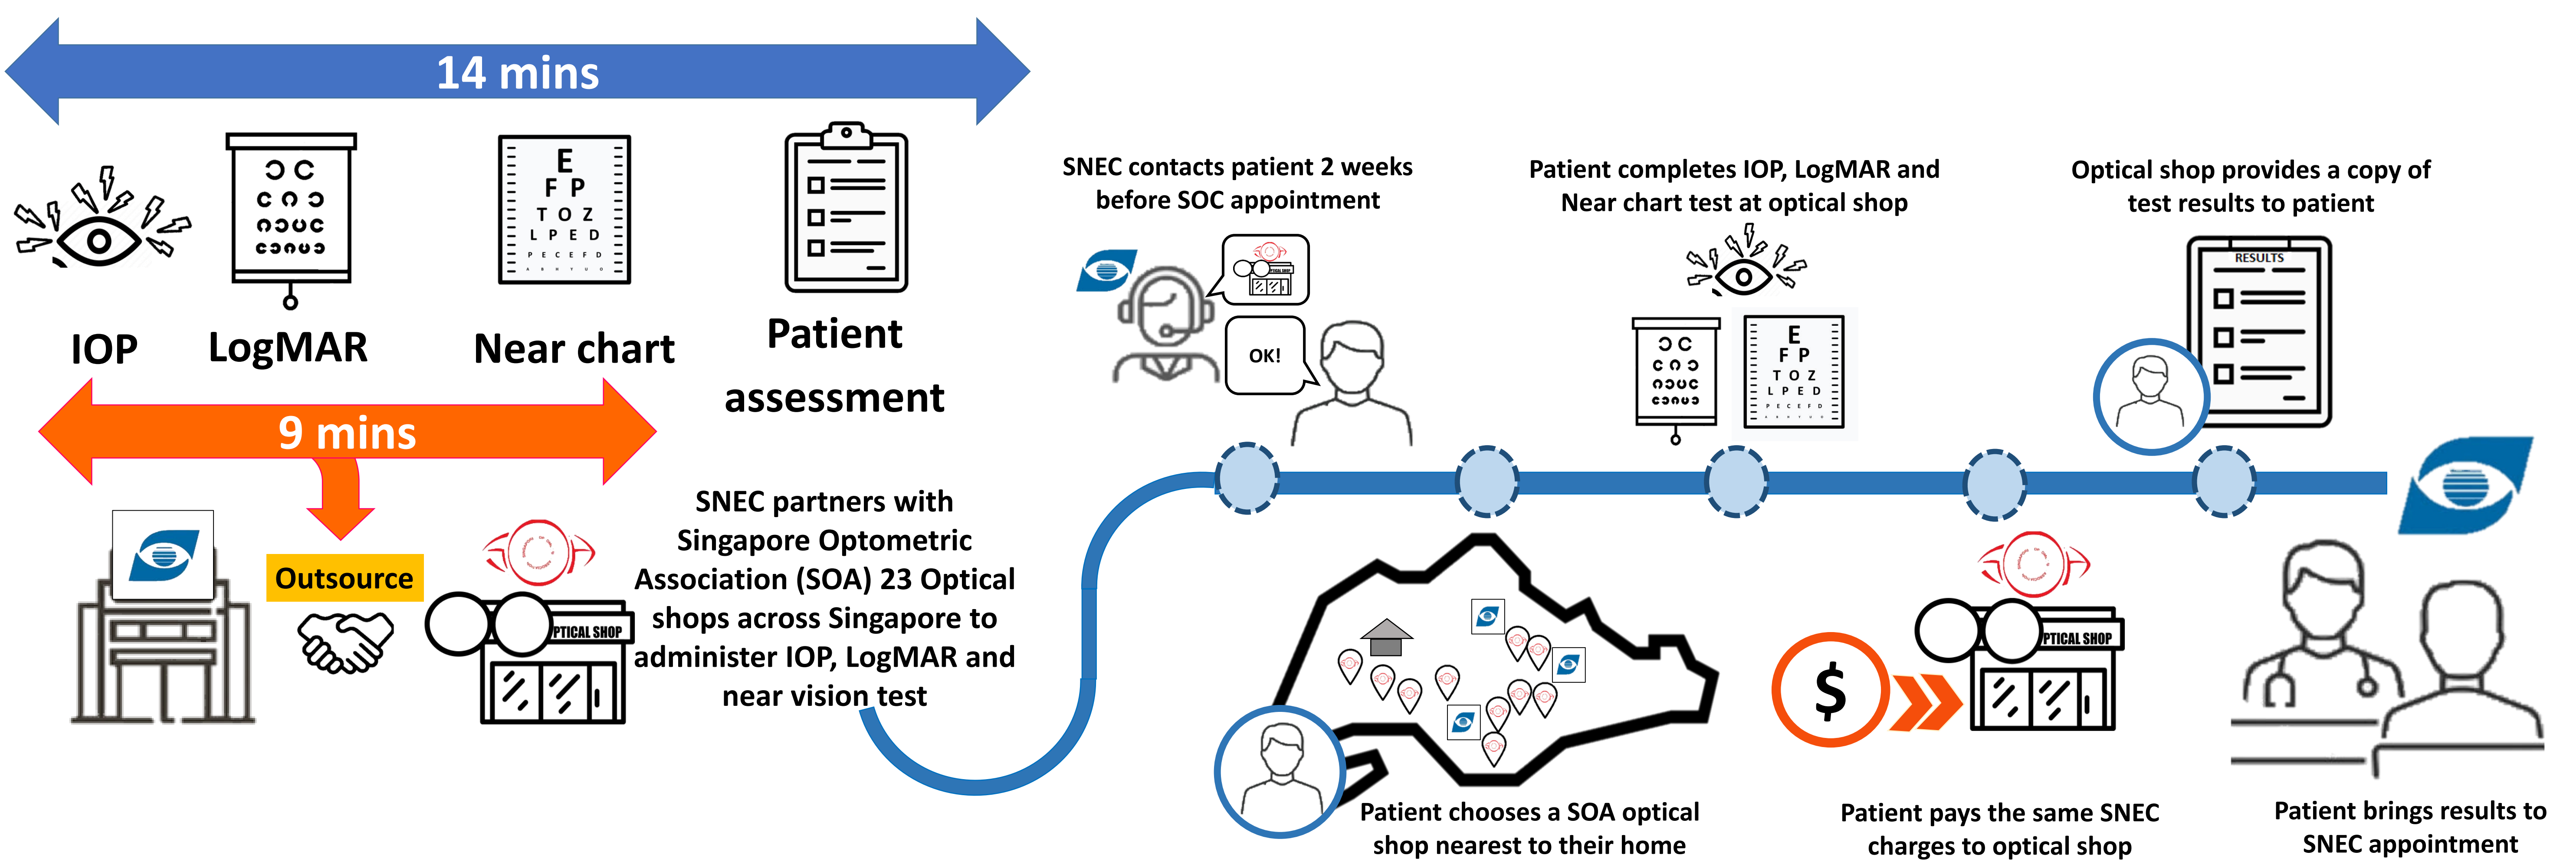 14 mins
E
F P
T O Z
L P E D
P E C F D
IOP
LogMAR
Near chart
Patient
assessment
9 mins
Outsource
PTICAL SHOP
SNEC partners with
Singapore Optometric
Association (SOA) 23 Optical
shops across Singapore to
administer IOP, LogMAR and
near vision test
SNEC contacts patient 2 weeks
before SOC appointment
PTICAL SHOP
OK!
Patient chooses a SOA optical
shop nearest to their home
Patient completes IOP, LogMAR and
Near chart test at optical shop
E
F P
T O Z
L P E D
P E C E F D
$
PTICAL SHOP
Patient pays the same SNEC
charges to optical shop
Optical shop provides a copy of
test results to patient
RESULTS
Patient brings results to
SNEC appointment